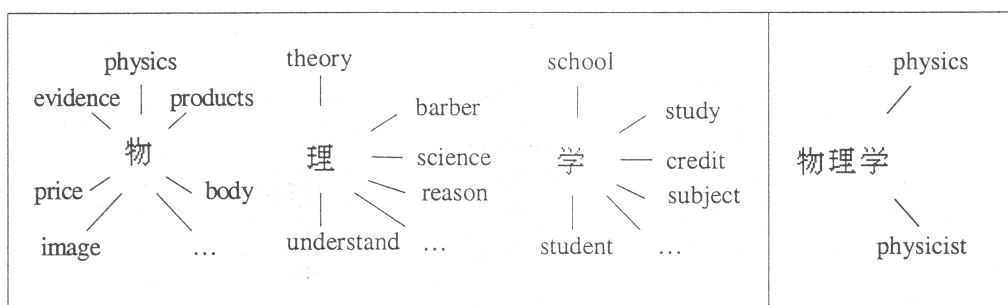 physics
evidence products
物
price body
image ...
theory
barber
理 science
reason
understand ...
school
study
学 credit
subject
student ...
physics
物理学
physicist